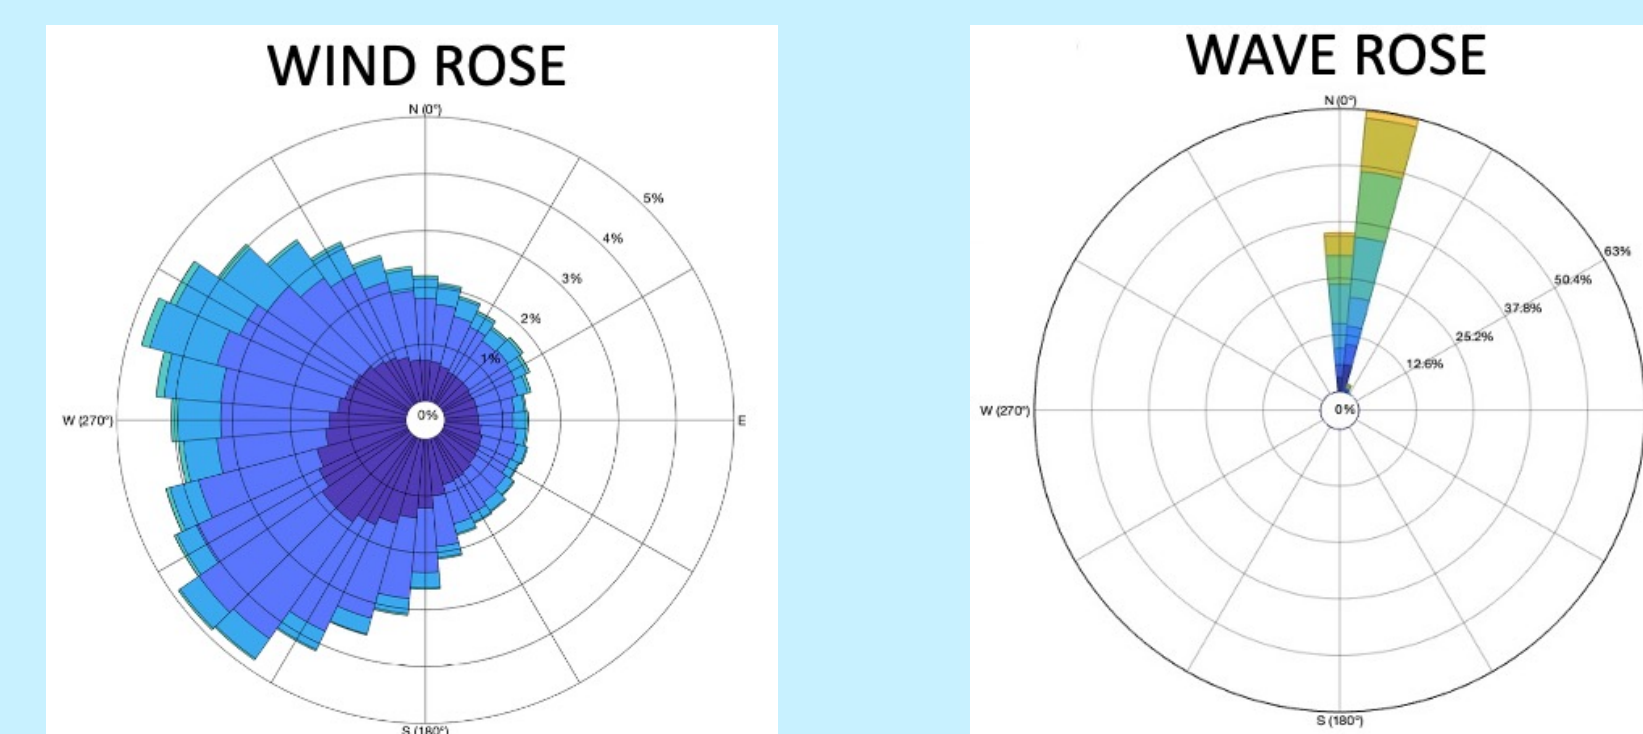 WIND ROSE
N (0°)
5%
4%
3%
2%
1%
0%
W (270°)
E
S (180°)
WAVE ROSE
N (0°)
63%
50.4%
37.8%
25.2%
12.6%
0%
W (270°)
S (180°)